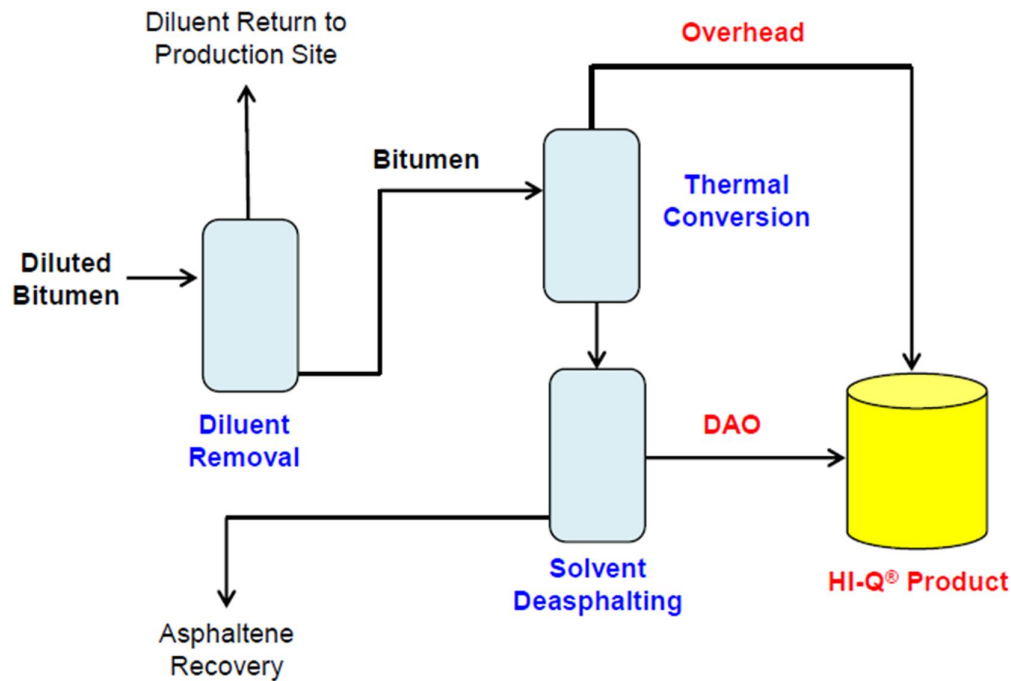 Diluent Return to
Production Site
Overhead
Bitumen
Thermal
Conversion
Diluted
Bitumen
Diluent
Removal
DAO
Solvent
Deasphalting
HI-Q® Product
Asphaltene
Recovery